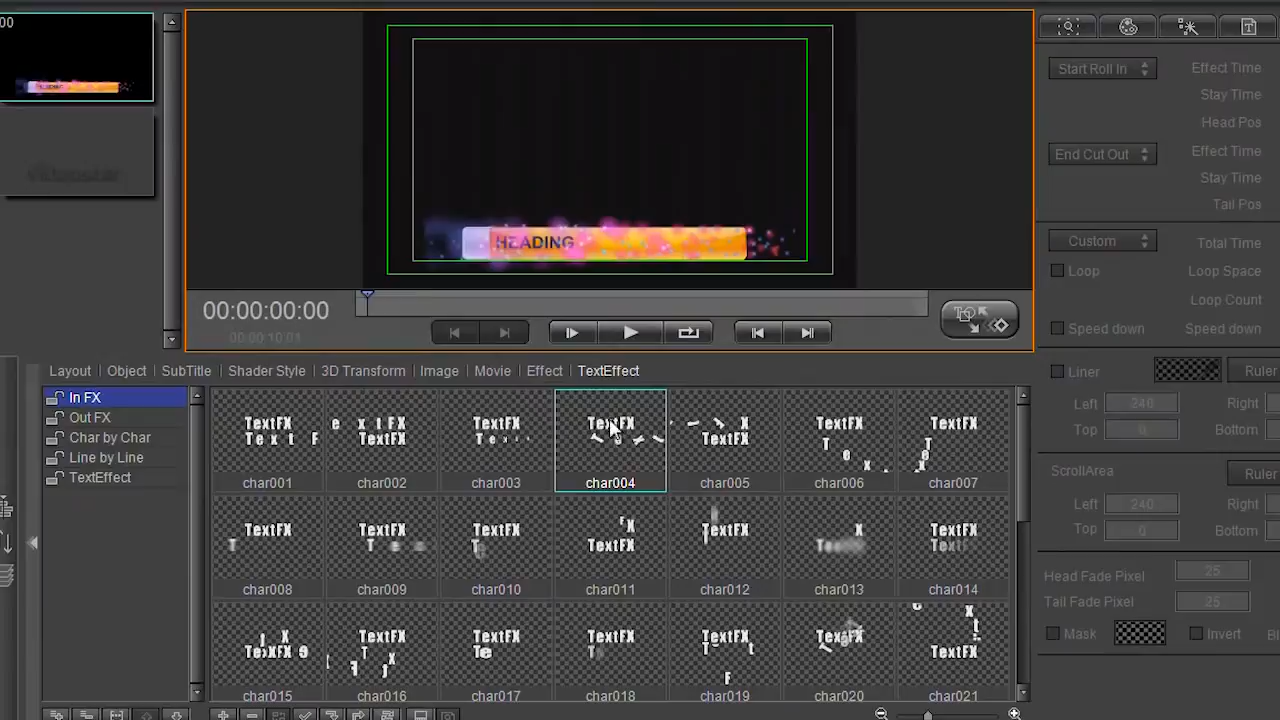 00
HEADING
HEADING
Start Roll In
Effect Time
Stay Time
Head Pos
End Cut Out
Effect Time
Stay Time
Tail Pos
Custom
Total Time
Loop
Loop Space
Loop Count
Speed down
Speed down
00:00:00:00
00:00:10:01
Liner
Ruler
Left
240
Right
Top
0
Bottom
ScrollArea
Ruler
Left
240
Right
Top
0
Bottom
Head Fade Pixel
25
Tail Fade Pixel
25
Mask
Invert
Layout
Object
SubTitle
Shader Style
3D Transform
Image
Movie
Effect
TextEffect
In FX
Out FX
Char by Char
Line by Line
TextEffect
TextFX
TextFX
TextFX
TextFX
TextFX
TextFX
TextFX
char001
char002
char003
char004
char005
char006
char007
TextFX
TextFX
TextFX
TextFX
TextFX
TextFX
char008
char009
char010
char011
char012
char013
char014
TextFX
TextFX
TextFX
TextFX
TextFX
TextFX
TextFX
char015
char016
char017
char018
char019
char020
char021